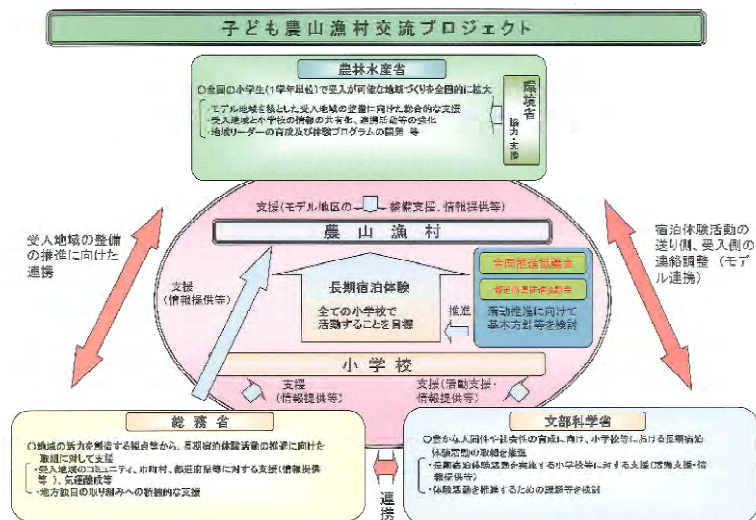 子ども農山漁村交流プロジェクト
農林水産省
○全国の小学生(1学年単位)で受入が可能な地域づくりを全国的に拡大
・モデル地域を核とした受入地域の整備に向けた総合的な支援
・受入地域と小学校の情報の共有化、連携活動等の強化
・地域リーダーの育成及び体験プログラムの開発 等
環境省
協力・支援
支援(モデル地区の
整備支援、情報提供等)
農山漁村
受入地域の整備
の推進に向けた
連携
宿泊体験活動の
送り側、受入側の
連絡調整 (モデ
ル連携)
支援
(情報提供等)
長期宿泊体験
全ての小学校で
活動することを目標
推進
全国推進協議会
都道府県推進協議会
活動推進に向けて
基本方針等を検討
小学校
支援
(情報提供等)
支援(活動支援・
情報提供等)
総務省
○地域の活力を創造する観点等から、長期宿泊体験活動の推進に向けた
取組に対して支援
・受入地域のコミュニティ、市町村、都道府県等に対する支援(情報提供
等)、気運醸成等
・地方独自の取り組みへの積極的な支援
連携
文部科学省
○豊かな人間性や社会性の育成に向け、小学校等における長期宿泊
体験活動の取組を推進
・長期宿泊体験活動を実施する小学校等に対する支援(活動支援・情
報提供等)
・体験活動を推進するための課題等を検討